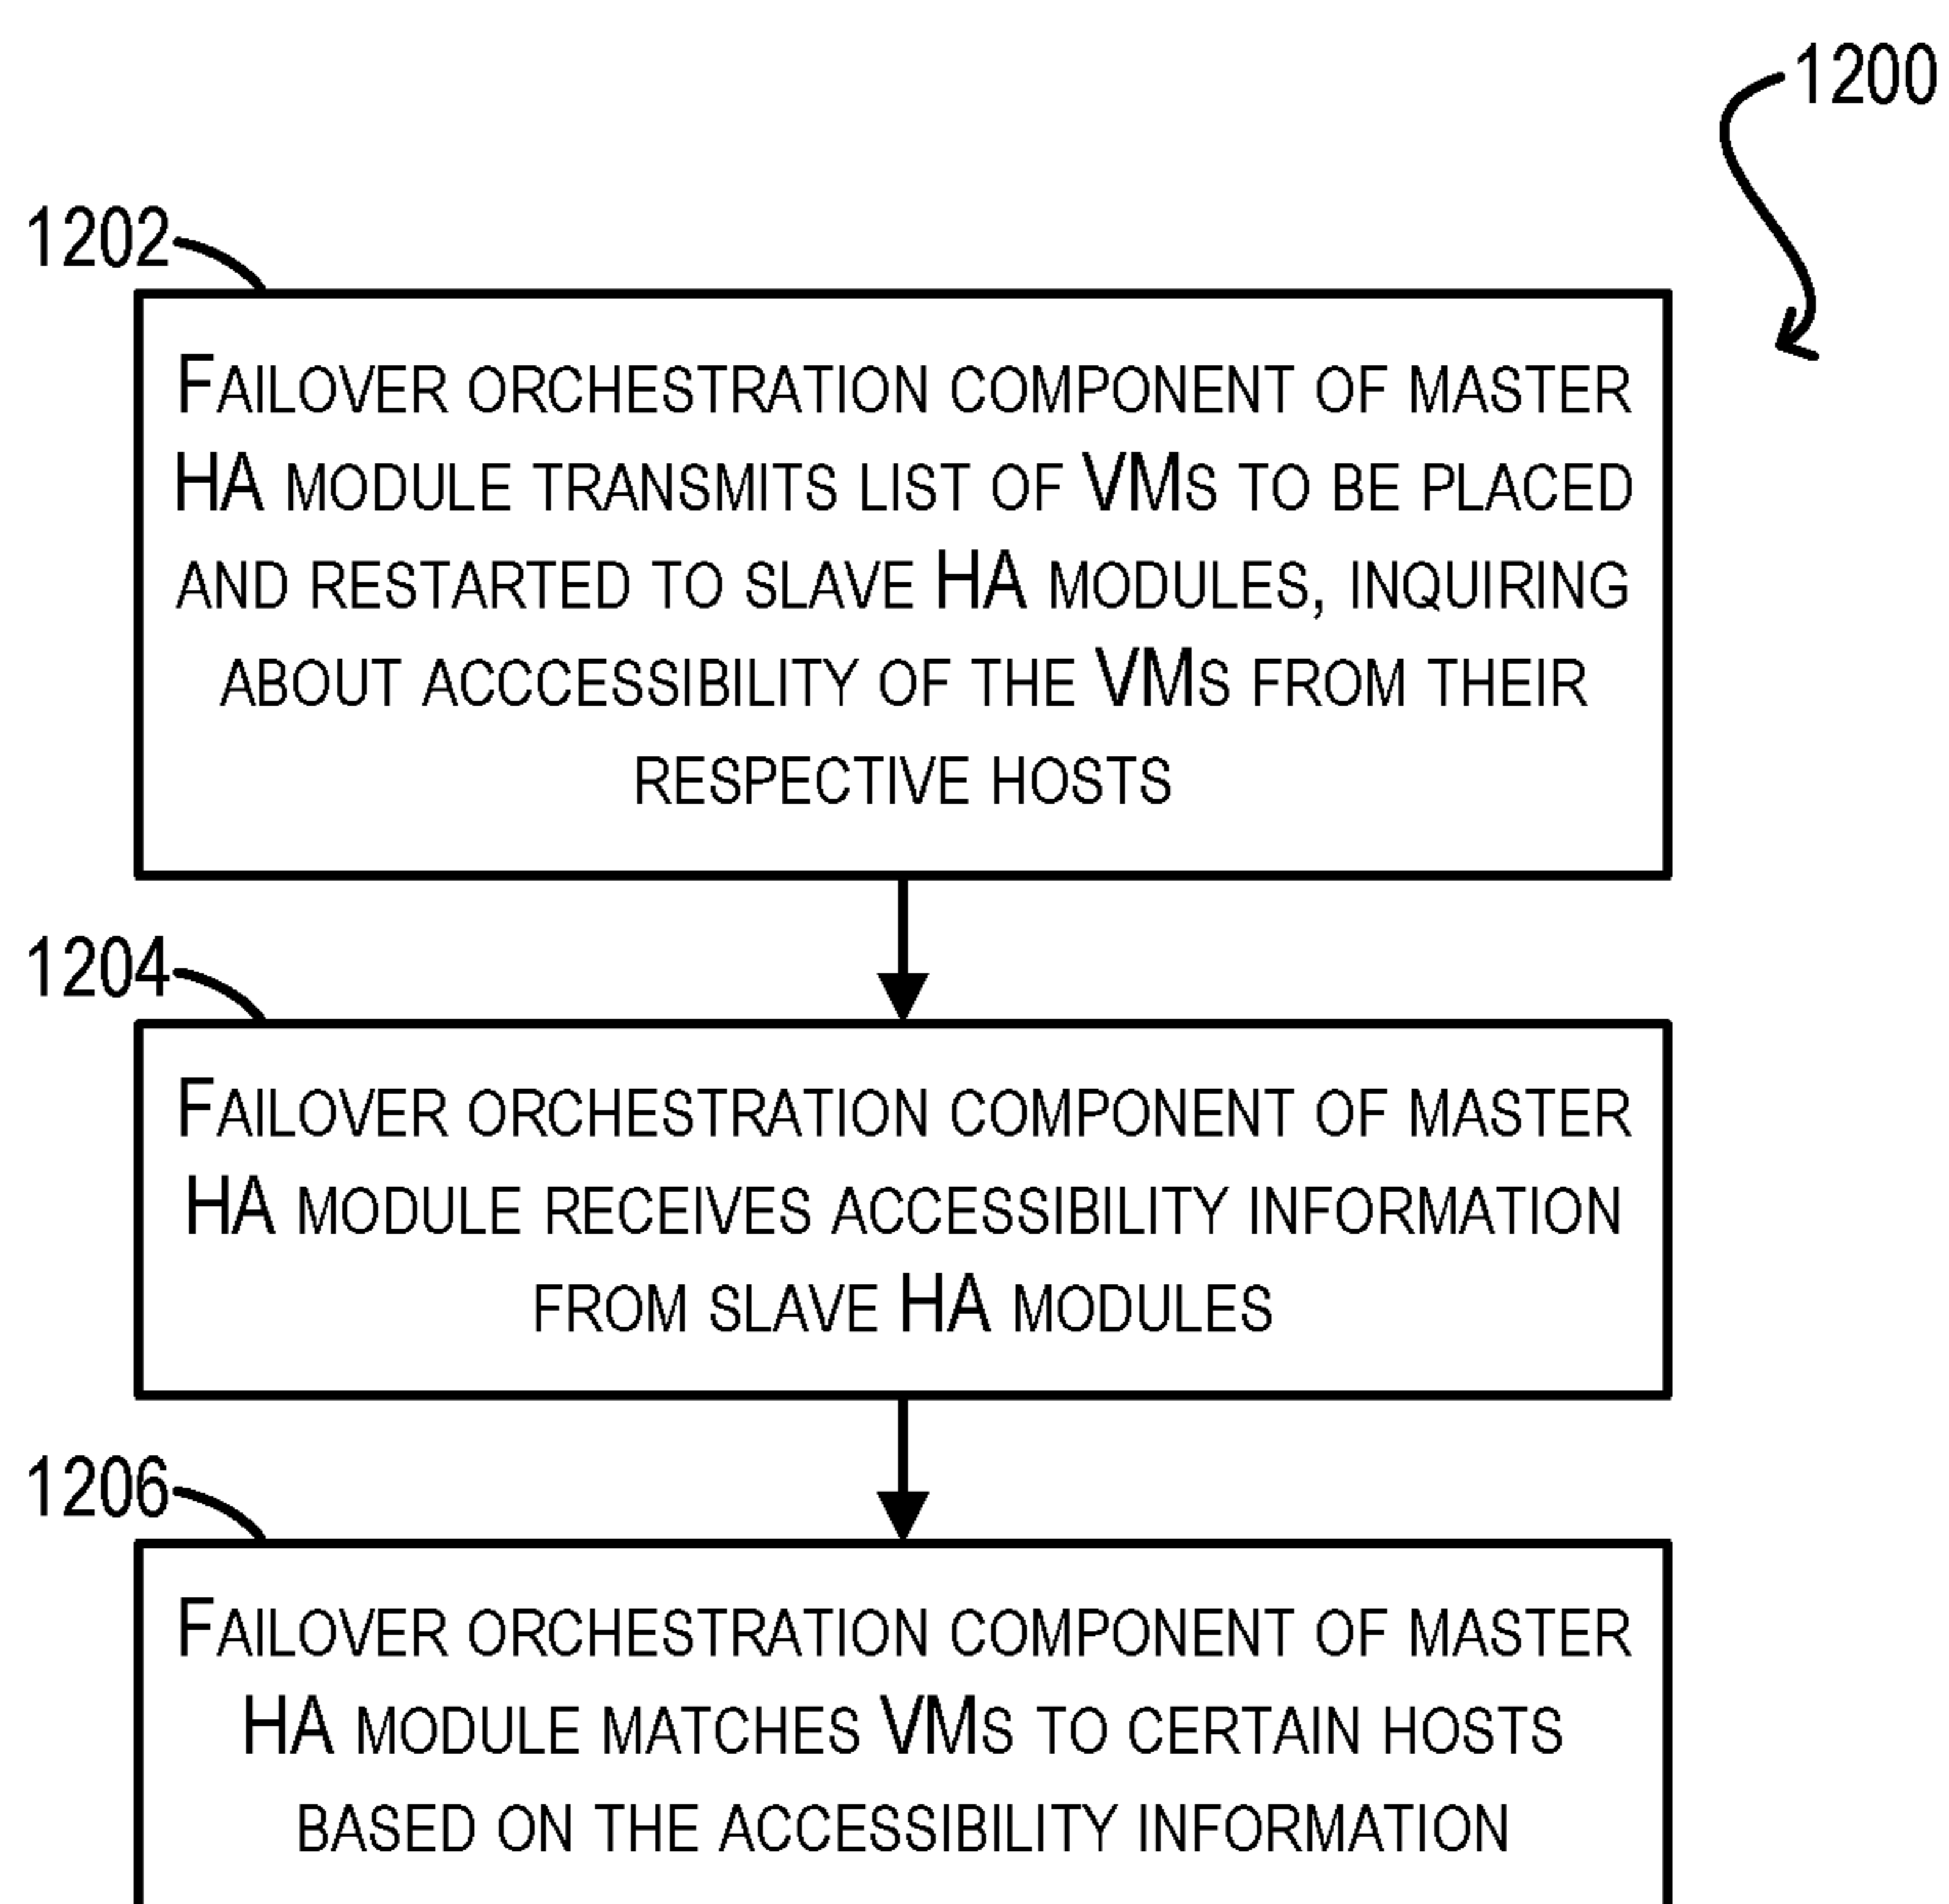 1200
1202
FAILOVER ORCHESTRATION COMPONENT OF MASTER
HA MODULE TRANSMITS LIST OF VMS TO BE PLACED
AND RESTARTED TO SLAVE HA MODULES, INQUIRING
ABOUT ACCCESSIBILITY OF THE VMS FROM THEIR
RESPECTIVE HOSTS
1204
FAILOVER ORCHESTRATION COMPONENT OF MASTER
HA MODULE RECEIVES ACCESSIBILITY INFORMATION
FROM SLAVE HA MODULES
1206
FAILOVER ORCHESTRATION COMPONENT OF MASTER
HA MODULE MATCHES VMS TO CERTAIN HOSTS
BASED ON THE ACCESSIBILITY INFORMATION